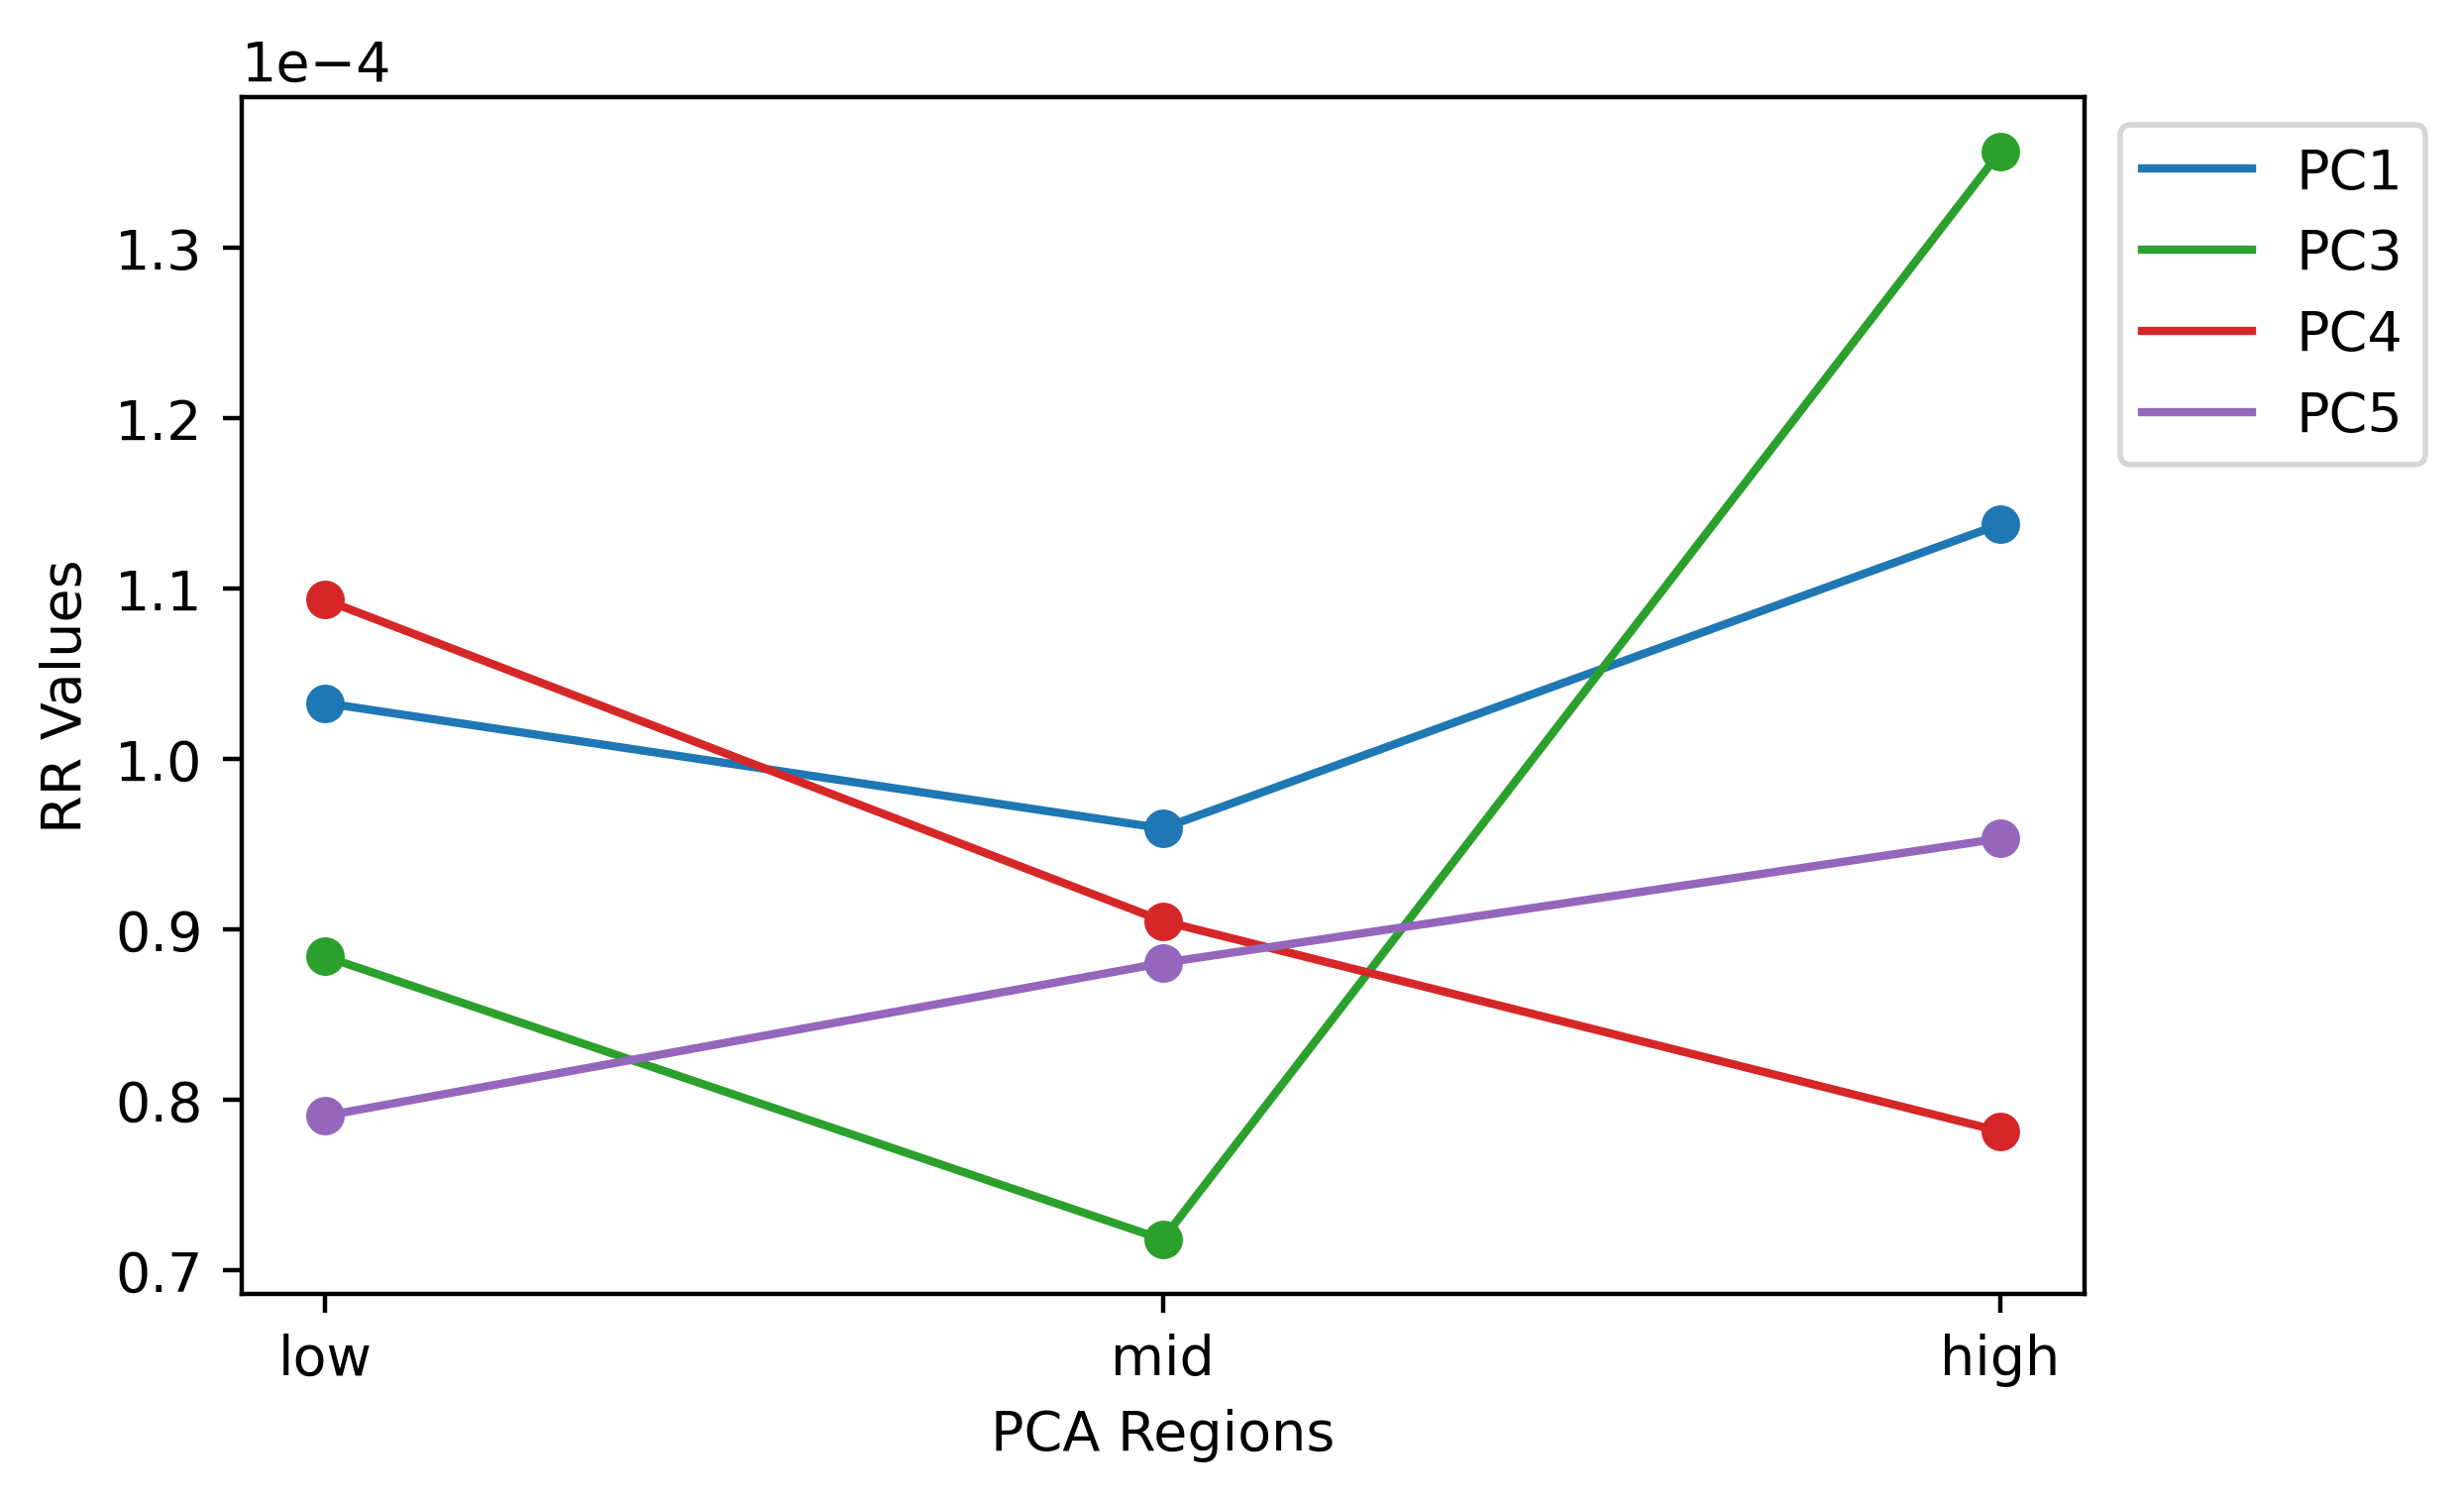 1e−4
1.3
1.2
1.1
1.0
0.9
0.8
0.7
RR Values
low mid high
PCA Regions
PC1
PC3
PC4
PC5